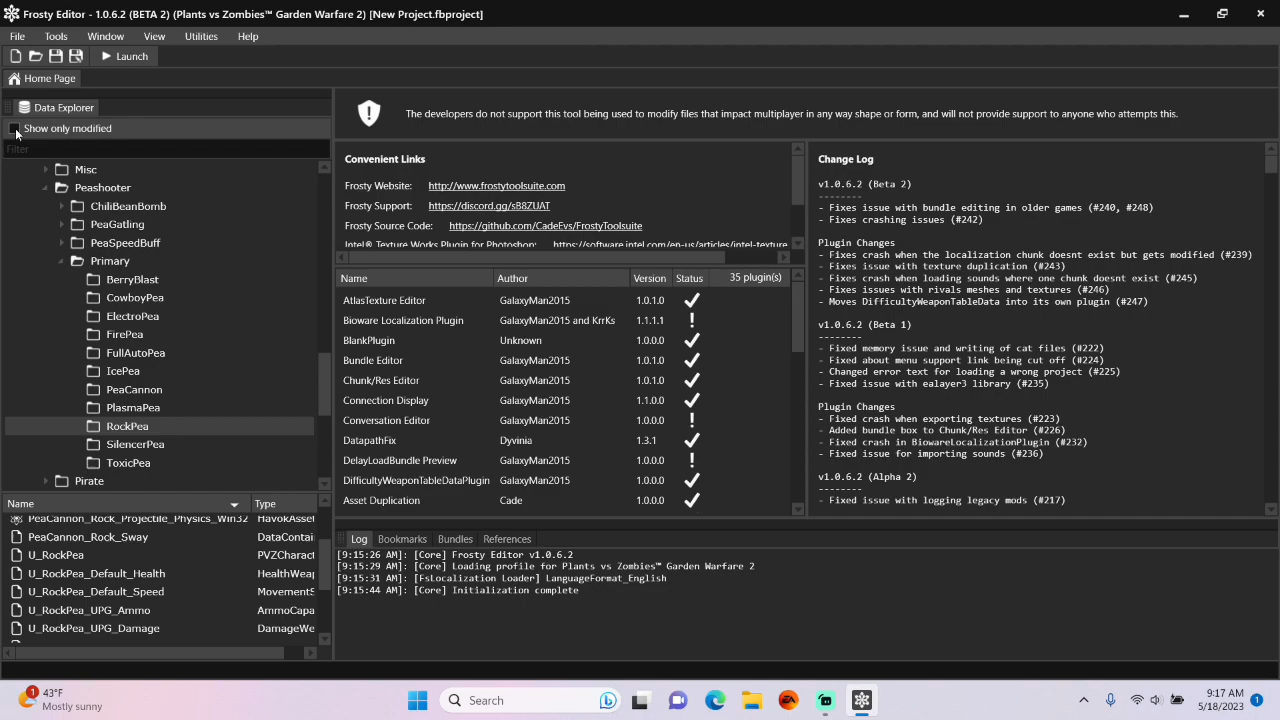 Frosty Editor - 1.0.6.2 (BETA 2) (Plants vs Zombies™ Garden Warfare 2) [New Project.fbproject]
File Tools Window View Utilities Help
Launch
Home Page
Data Explorer
Show only modified
Filter
Misc
Peashooter
ChiliBeanBomb
PeaGatling
PeaSpeedBuff
Primary
BerryBlast
CowboyPea
ElectroPea
FirePea
FullAutoPea
IcePea
PeaCannon
PlasmaPea
RockPea
SilencerPea
ToxicPea
Pirate
Name Type
PeaCannon_Rock_Projectile_Physics_Win32 HavokAsset
PeaCannon_Rock_Sway DataContai
U_RockPea PVZCharact
U_RockPea_Default_Health HealthWeap
U_RockPea_Default_Speed MovementS
U_RockPea_UPG_Ammo AmmoCapa
U_RockPea_UPG_Damage DamageWe
The developers do not support this tool being used to modify files that impact multiplayer in any way shape or form, and will not provide support to anyone who attempts this.
Convenient Links
Frosty Website: http://www.frostytoolsuite.com
Frosty Support: https://discord.gg/sB8ZUAT
Frosty Source Code: https://github.com/CadeEvs/FrostyToolsuite
Intel® Texture Works Plugin for Photoshop: https://software.intel.com/en-us/articles/intel-texture
Name Author Version Status 35 plugin(s)
AtlasTexture Editor GalaxyMan2015 1.0.1.0
Bioware Localization Plugin GalaxyMan2015 and KrrKs 1.1.1.1 !
BlankPlugin Unknown 1.0.0.0
Bundle Editor GalaxyMan2015 1.0.1.0
Chunk/Res Editor GalaxyMan2015 1.0.1.0
Connection Display GalaxyMan2015 1.1.0.0
Conversation Editor GalaxyMan2015 1.0.0.0 !
DatapathFix Dyvinia 1.3.1
DelayLoadBundle Preview GalaxyMan2015 1.0.0.0 !
DifficultyWeaponTableDataPlugin GalaxyMan2015 1.0.0.0
Asset Duplication Cade 1.0.0.0
Change Log
v1.0.6.2 (Beta 2)
--------
- Fixes issue with bundle editing in older games (#240, #248)
- Fixes crashing issues (#242)
Plugin Changes
- Fixes crash when the localization chunk doesnt exist but gets modified (#239)
- Fixes issue with texture duplication (#243)
- Fixes crash when loading sounds where one chunk doesnt exist (#245)
- Fixes issues with rivals meshes and textures (#246)
- Moves DifficultyWeaponTableData into its own plugin (#247)
v1.0.6.2 (Beta 1)
--------
- Fixed memory issue and writing of cat files (#222)
- Fixed about menu support link being cut off (#224)
- Changed error text for loading a wrong project (#225)
- Fixed issue with ealayer3 library (#235)
Plugin Changes
- Fixed crash when exporting textures (#223)
- Added bundle box to Chunk/Res Editor (#226)
- Fixed crash in BiowareLocalizationPlugin (#232)
- Fixed issue for importing sounds (#236)
v1.0.6.2 (Alpha 2)
--------
- Fixed issue with logging legacy mods (#217)
Log Bookmarks Bundles References
[9:15:26 AM]: [Core] Frosty Editor v1.0.6.2
[9:15:29 AM]: [Core] Loading profile for Plants vs Zombies™ Garden Warfare 2
[9:15:31 AM]: [FsLocalization Loader] LanguageFormat_English
[9:15:44 AM]: [Core] Initialization complete
1
43°F
Mostly sunny
Search
9:17 AM
5/18/2023
1